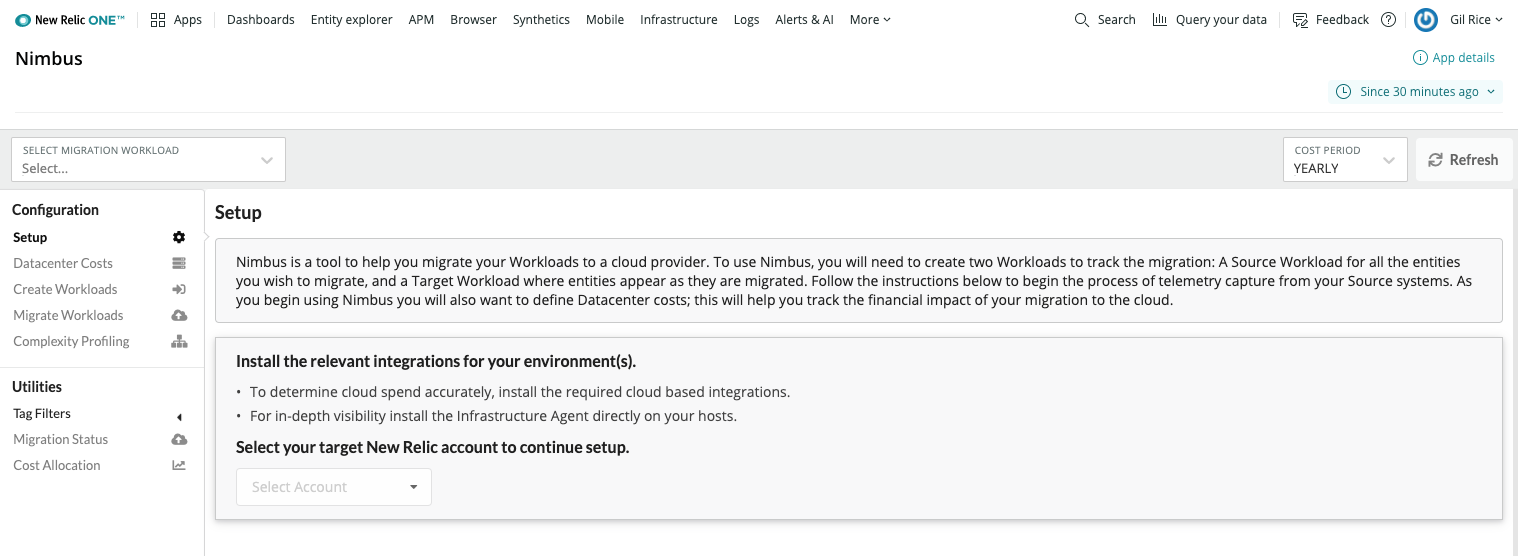 New Relic ONE™ Apps Dashboards Entity explorer APM Browser Synthetics Mobile Infrastructure Logs Alerts & AI More Search Query your data Feedback ? Gil Rice
Nimbus
App details
Since 30 minutes ago
SELECT MIGRATION WORKLOAD
Select...
COST PERIOD
YEARLY
Refresh
Configuration
Setup
Datacenter Costs
Create Workloads
Migrate Workloads
Complexity Profiling
Utilities
Tag Filters
Migration Status
Cost Allocation
Setup
Nimbus is a tool to help you migrate your Workloads to a cloud provider. To use Nimbus, you will need to create two Workloads to track the migration: A Source Workload for all the entities
you wish to migrate, and a Target Workload where entities appear as they are migrated. Follow the instructions below to begin the process of telemetry capture from your Source systems. As
you begin using Nimbus you will also want to define Datacenter costs; this will help you track the financial impact of your migration to the cloud.
Install the relevant integrations for your environment(s).
• To determine cloud spend accurately, install the required cloud based integrations.
• For in-depth visibility install the Infrastructure Agent directly on your hosts.
Select your target New Relic account to continue setup.
Select Account